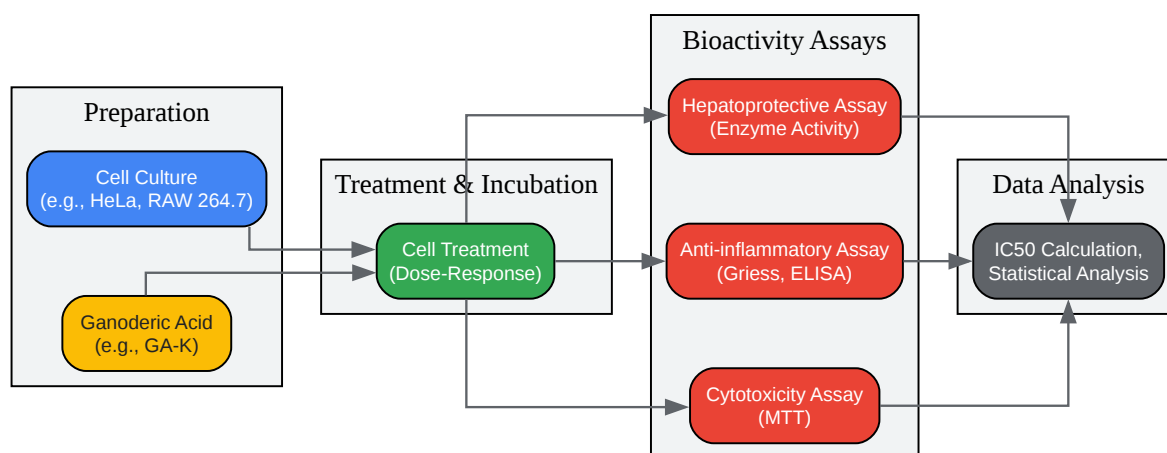 Preparation
Cell Culture
(e.g., HeLa, RAW 264.7)
Ganoderic Acid
(e.g., GA-K)
Treatment & Incubation
Cell Treatment
(Dose-Response)
Bioactivity Assays
Hepatoprotective Assay
(Enzyme Activity)
Anti-inflammatory Assay
(Griess, ELISA)
Cytotoxicity Assay
(MTT)
Data Analysis
IC50 Calculation,
Statistical Analysis